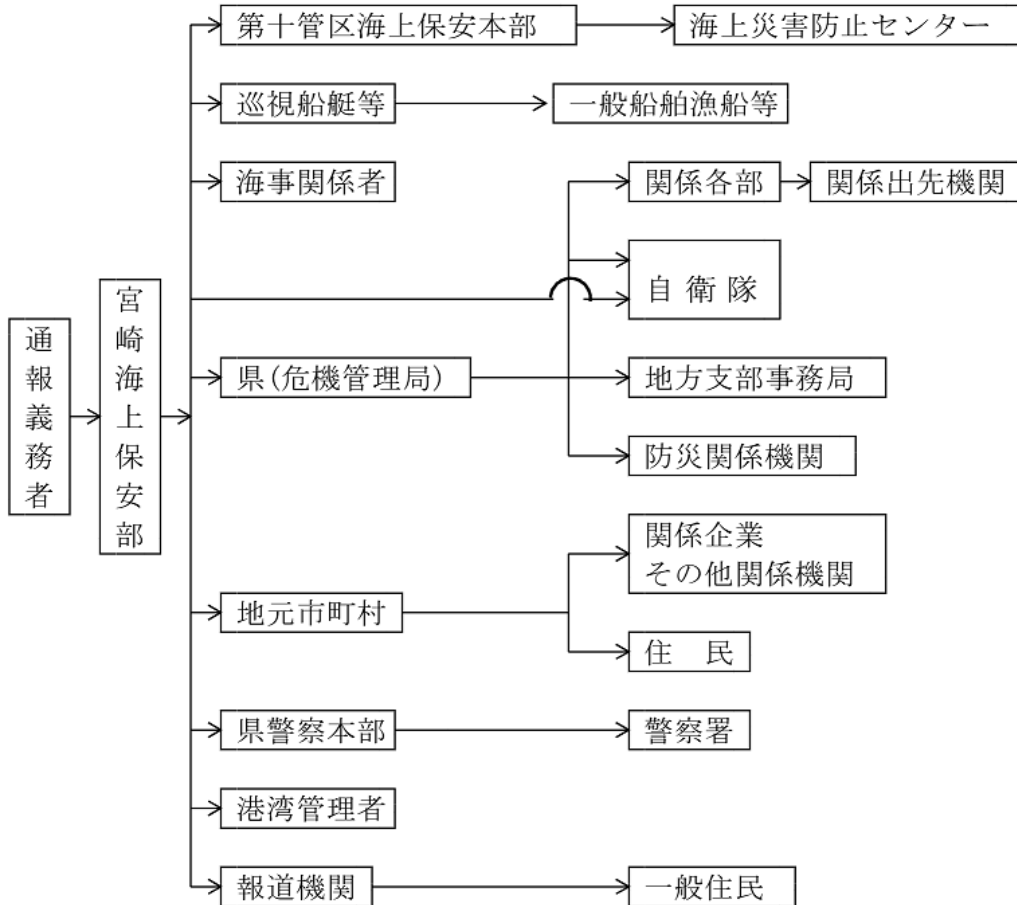 第十管区海上保安本部
海上災害防止センター
巡視船艇等
一般船舶漁船等
海事関係者
関係各部
関係出先機関
自衛隊
通報義務者
宮崎海上保安部
県(危機管理局)
地方支部事務局
防災関係機関
関係企業
その他関係機関
地元市町村
住　民
県警察本部
警察署
港湾管理者
報道機関
一般住民